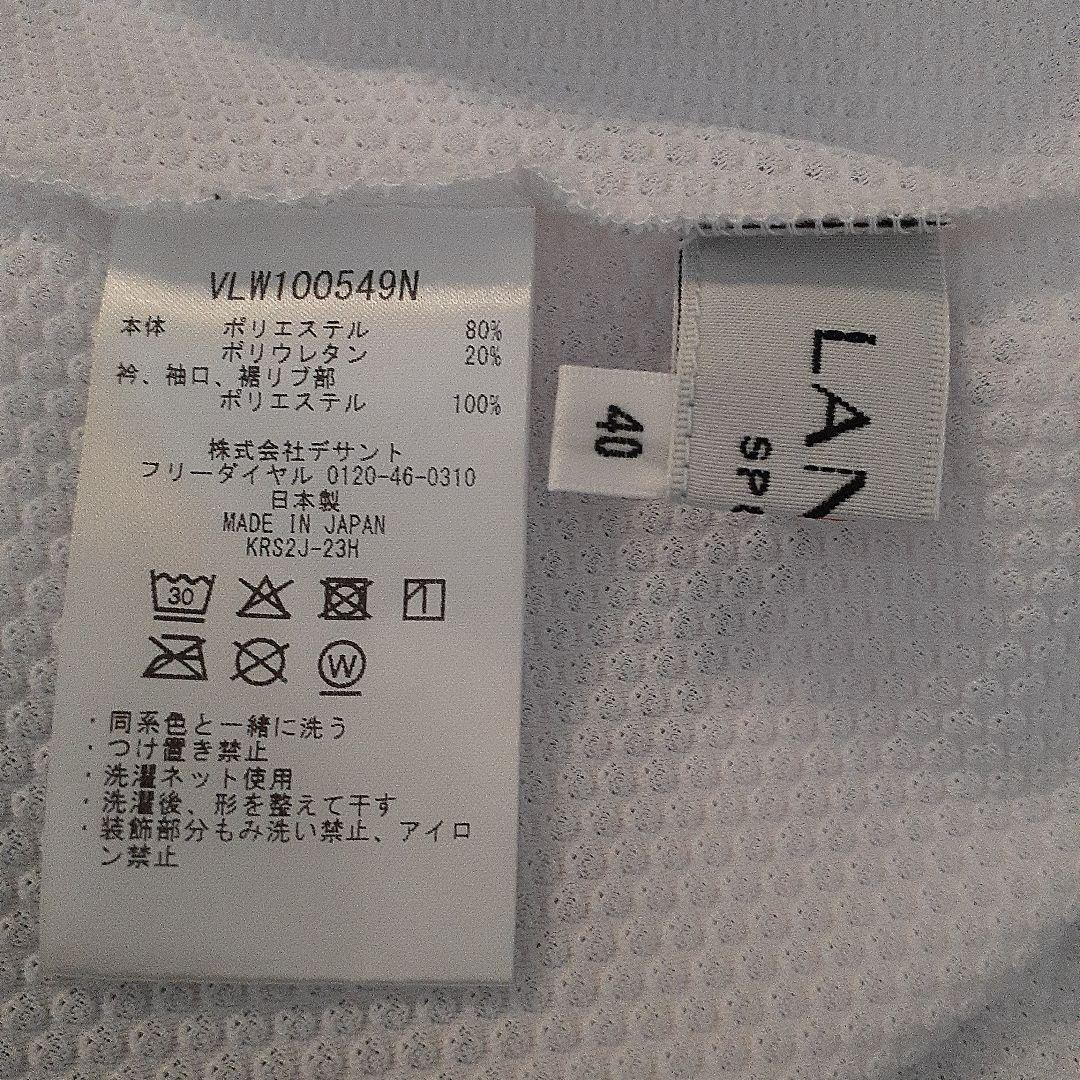 VLW100549N
本体 ポリエステル 80%
ポリウレタン 20%
衿、袖口、裾リブ部
ポリエステル 100%
株式会社デサント
フリーダイヤル 0120-46-0310
日本製
MADE IN JAPAN
KRS2J-23H
30
W
・同系色と一緒に洗う
・つけ置き禁止
・洗濯ネット使用
・洗濯後、形を整えて干す
・装飾部分もみ洗い禁止、アイロ
ン禁止
40
LAN
SPO